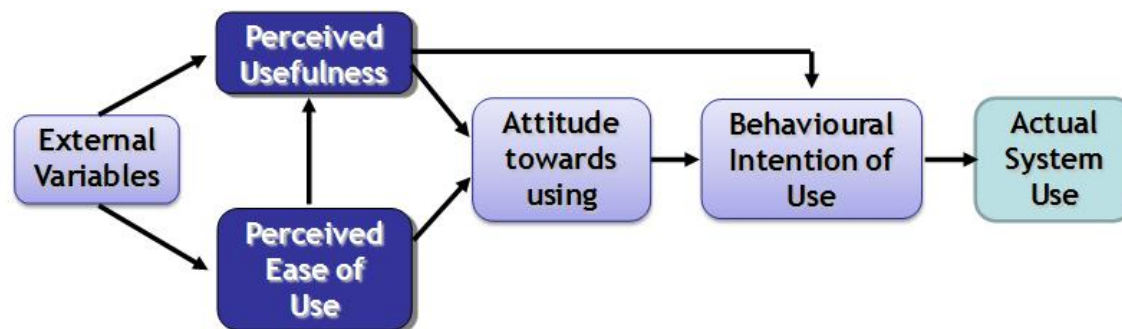 Perceived
Usefulness
External
Variables
Perceived
Ease of
Use
Attitude
towards
using
Behavioural
Intention of
Use
Actual
System
Use